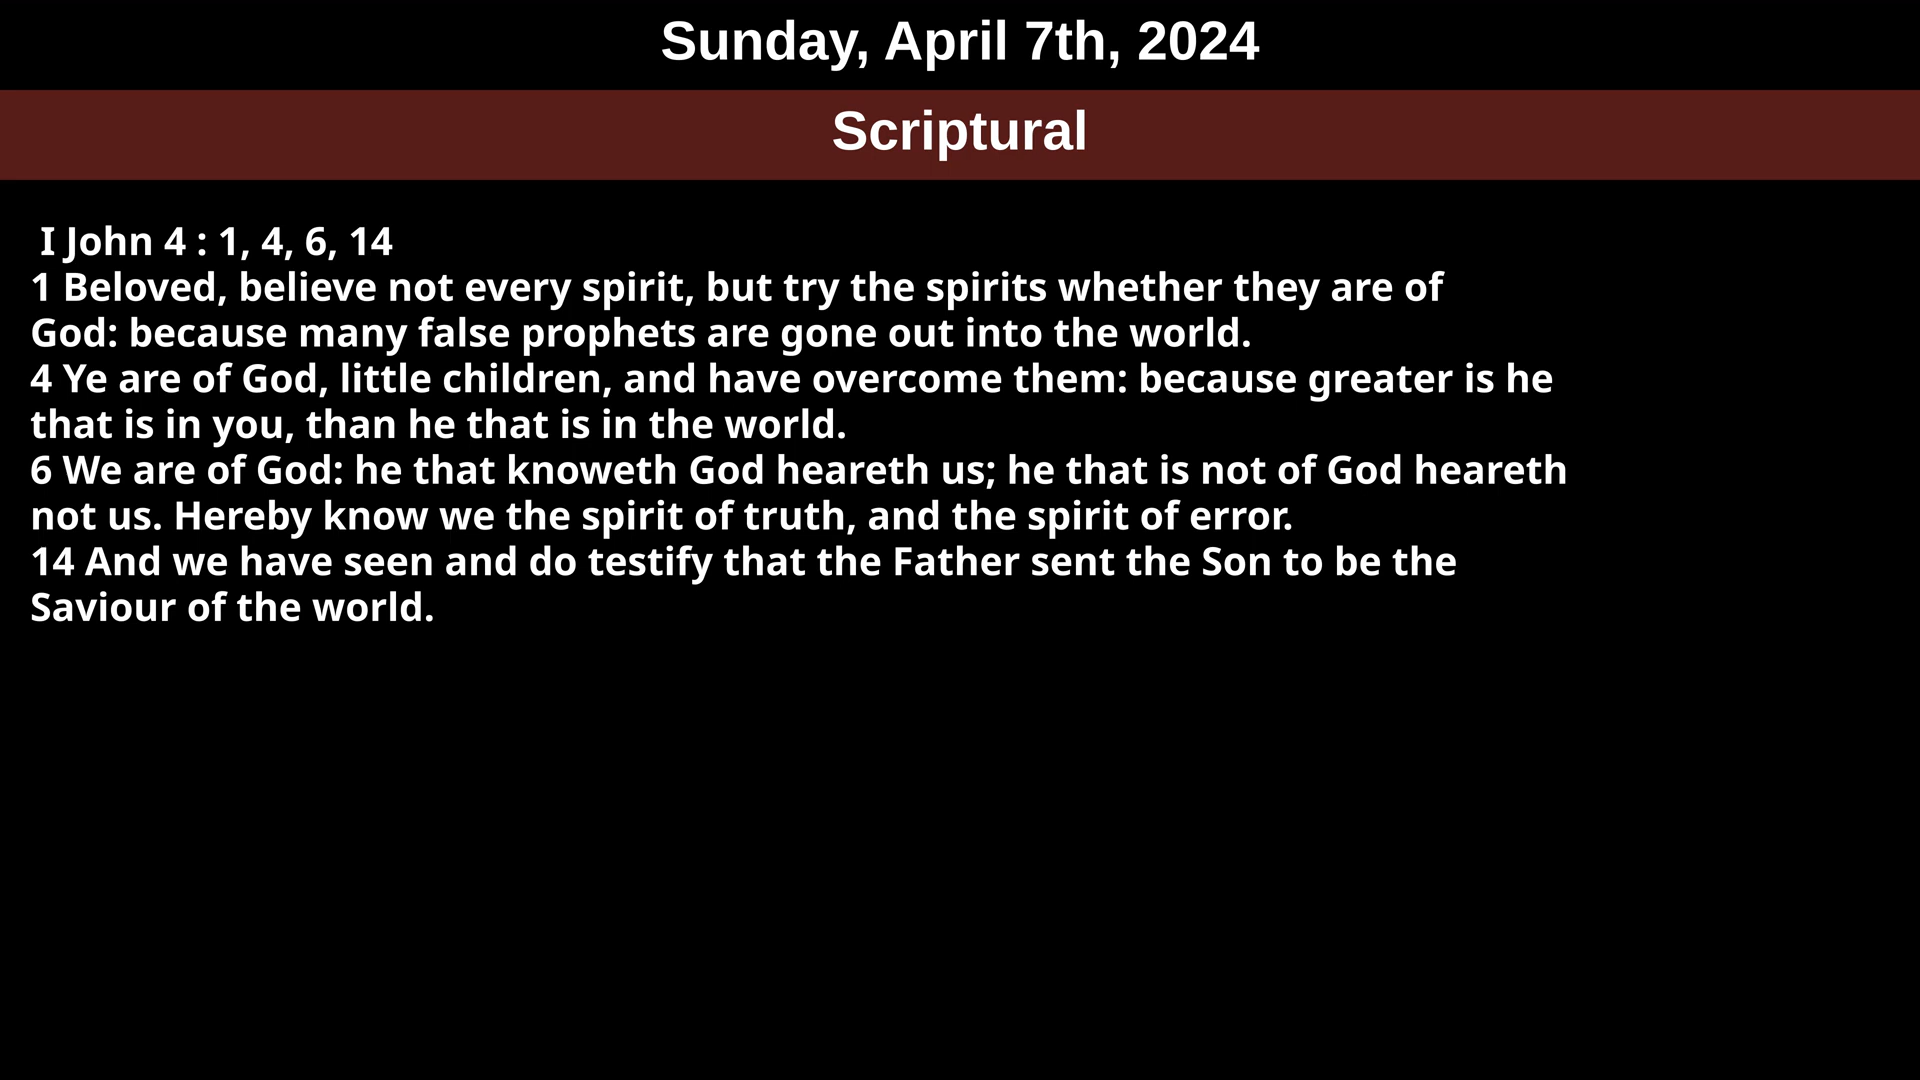 Sunday, April 7th, 2024
Scriptural
I John 4 : 1, 4, 6, 14
1 Beloved, believe not every spirit, but try the spirits whether they are of
God: because many false prophets are gone out into the world.
4 Ye are of God, little children, and have overcome them: because greater is he
that is in you, than he that is in the world.
6 We are of God: he that knoweth God heareth us; he that is not of God heareth
not us. Hereby know we the spirit of truth, and the spirit of error.
14 And we have seen and do testify that the Father sent the Son to be the
Saviour of the world.